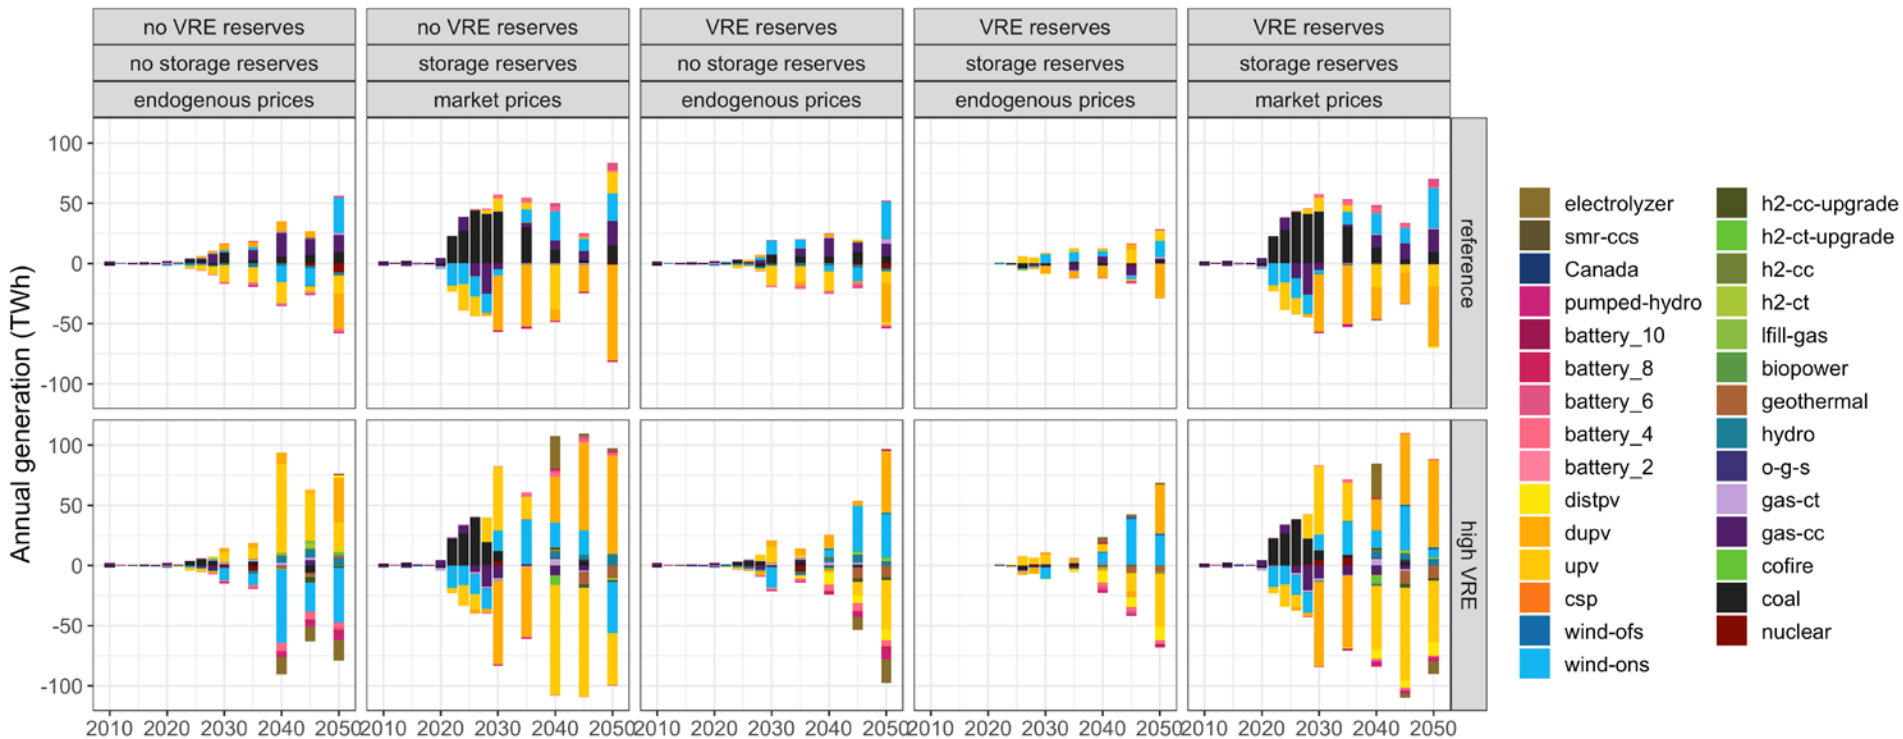 no VRE reserves
no VRE reserves
VRE reserves
VRE reserves
VRE reserves
no storage reserves
storage reserves
no storage reserves
storage reserves
storage reserves
endogenous prices
market prices
endogenous prices
endogenous prices
market prices
Annual generation (TWh)
100
50
0
-50
-100
reference
100
50
0
-50
-100
high VRE
2010 2020 2030 2040 2050
2010 2020 2030 2040 2050
2010 2020 2030 2040 2050
2010 2020 2030 2040 2050
2010 2020 2030 2040 2050
electrolyzer
smr-ccs
Canada
pumped-hydro
battery_10
battery_8
battery_6
battery_4
battery_2
distpv
dupv
upv
csp
wind-ofs
wind-ons
h2-cc-upgrade
h2-ct-upgrade
h2-cc
h2-ct
lfill-gas
biopower
geothermal
hydro
o-g-s
gas-ct
gas-cc
cofire
coal
nuclear